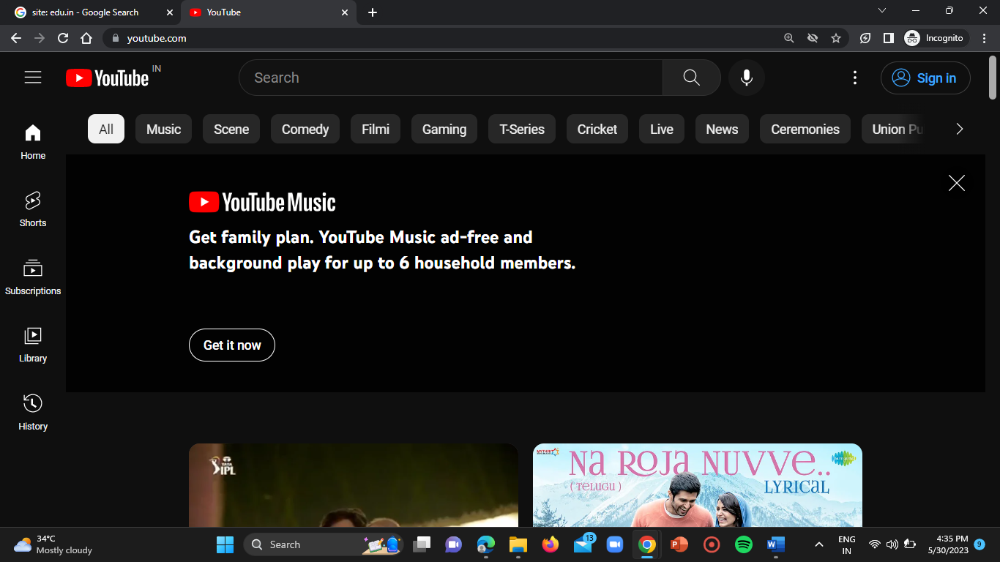 site: edu.in - Google Search
YouTube
youtube.com
Incognito
YouTube IN
Search
Sign in
All
Music
Scene
Comedy
Filmi
Gaming
T-Series
Cricket
Live
News
Ceremonies
Union Pu
Home
Shorts
Subscriptions
Library
History
YouTube Music
Get family plan. YouTube Music ad-free and
background play for up to 6 household members.
Get it now
TATA
IPL
NA ROJA NUVVE..
(TELUGU)
LYRICAL
34°C
Mostly cloudy
Search
13
ENG
IN
4:35 PM
5/30/2023
9